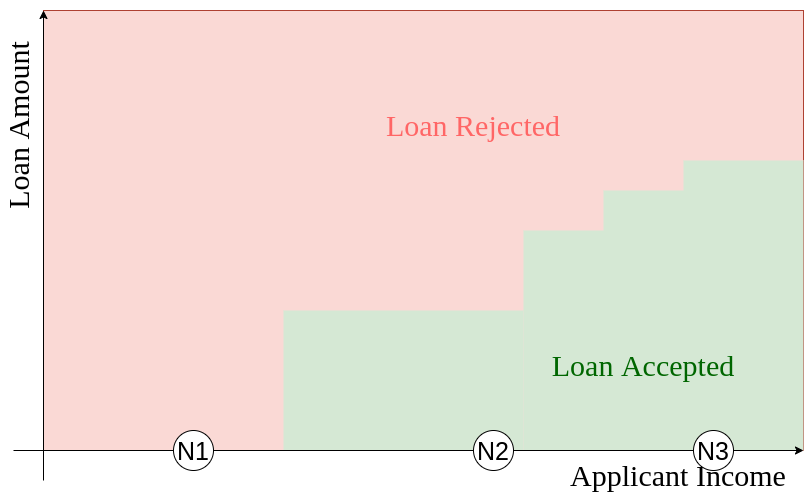 Loan Amount
Loan Rejected
Loan Accepted
N1
N2
N3
Applicant Income